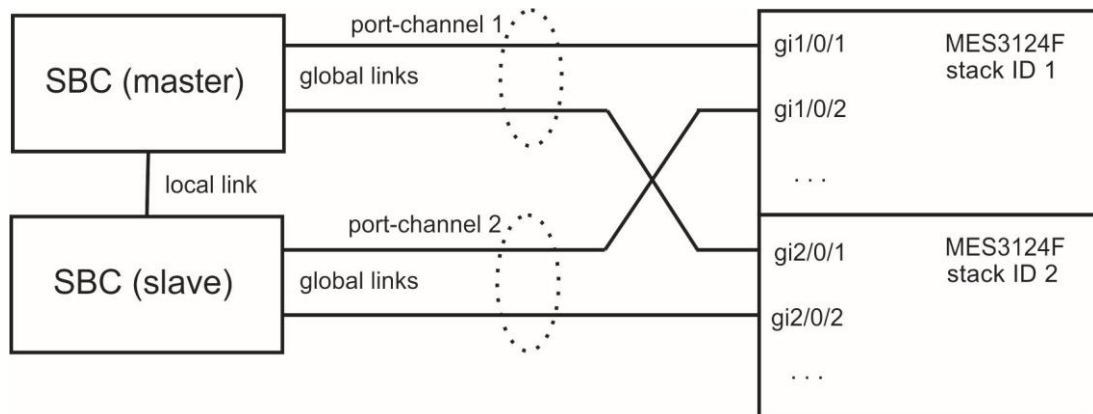 port-channel 1
SBC (master)
global links
gi1/0/1
MES3124F
stack ID 1
gi1/0/2
. . .
local link
port-channel 2
SBC (slave)
global links
gi2/0/1
MES3124F
stack ID 2
gi2/0/2
. . .